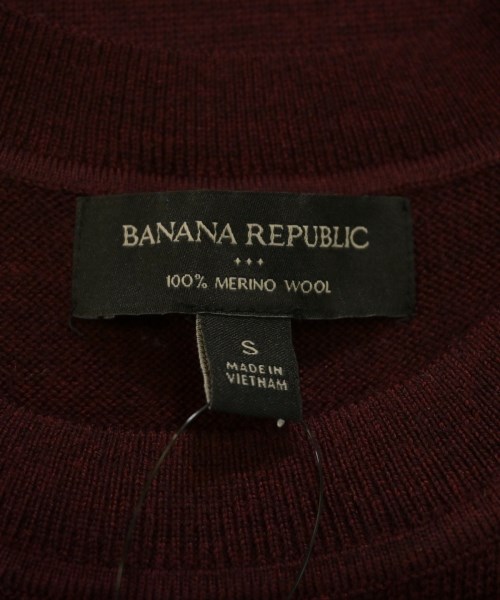 BANANA REPUBLIC
100% MERINO WOOL
S
MADE IN
VIETNAM